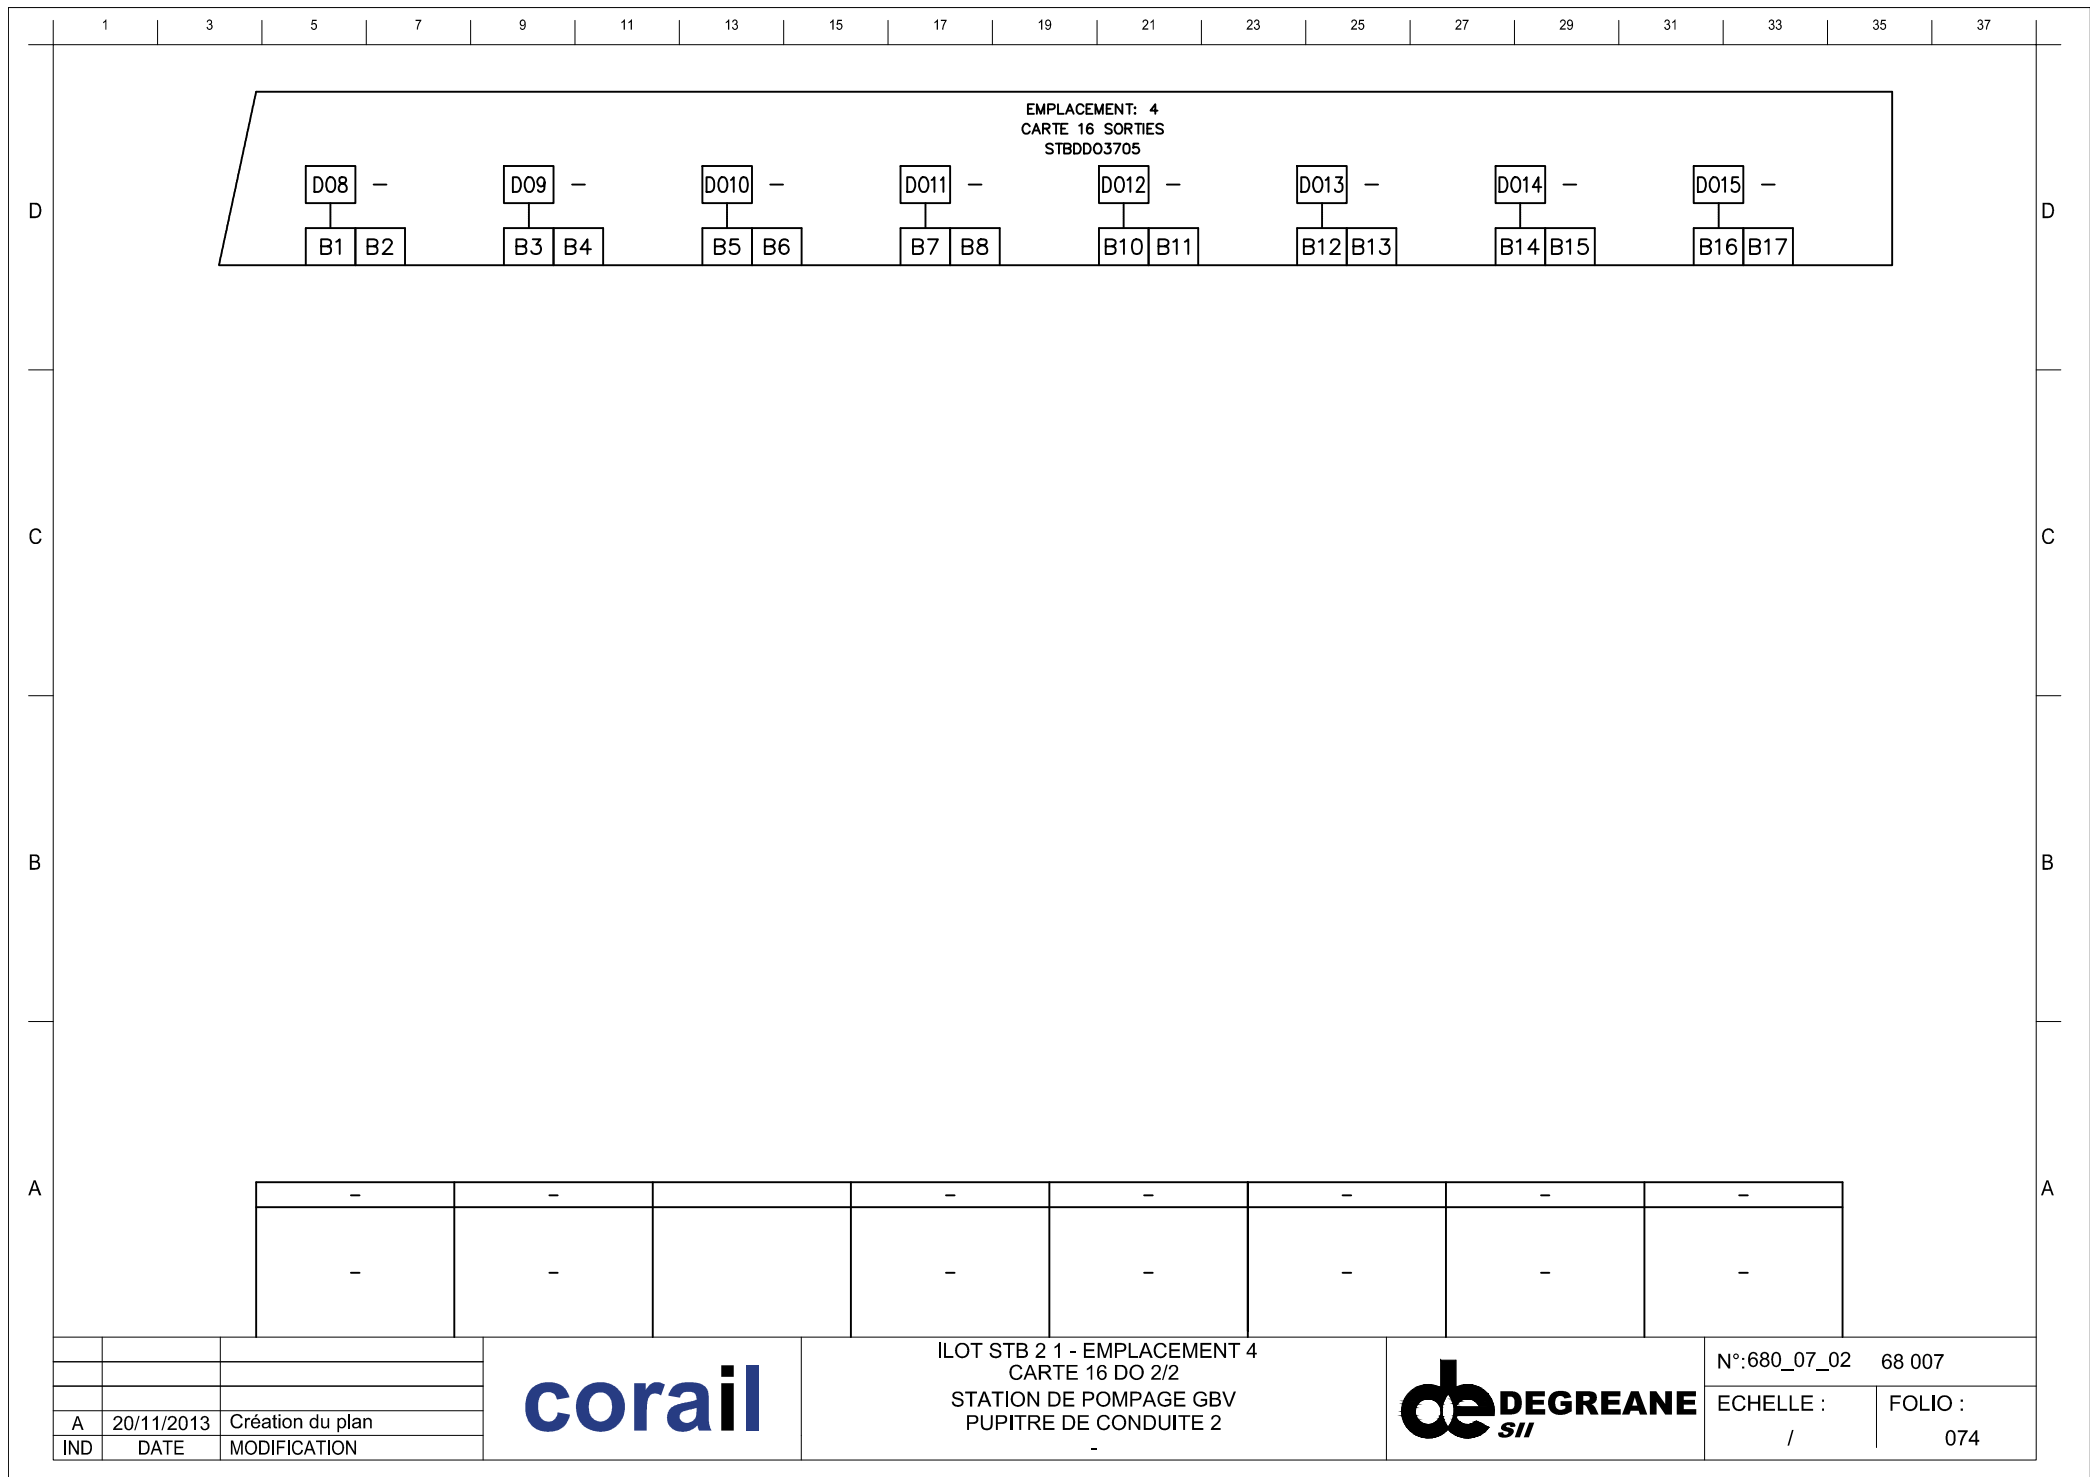 1 3 5 7 9 11 13 15 17 19 21 23 25 27 29 31 33 35 37
EMPLACEMENT: 4
CARTE 16 SORTIES
STBDDO3705
DO8 - DO9 - DO10 - DO11 - DO12 - DO13 - DO14 - DO15 -
D D
B1 B2 B3 B4 B5 B6 B7 B8 B10 B11 B12 B13 B14 B15 B16 B17
C C
B B
A A
- - - - - - -
- - - - - - -
A 20/11/2013 Création du plan
IND DATE MODIFICATION
corail
ILOT STB 2 1 - EMPLACEMENT 4
CARTE 16 DO 2/2
STATION DE POMPAGE GBV
PUPITRE DE CONDUITE 2
-
de DEGREANE
SII
N°:680_07_02 68 007
ECHELLE : FOLIO :
/ 074